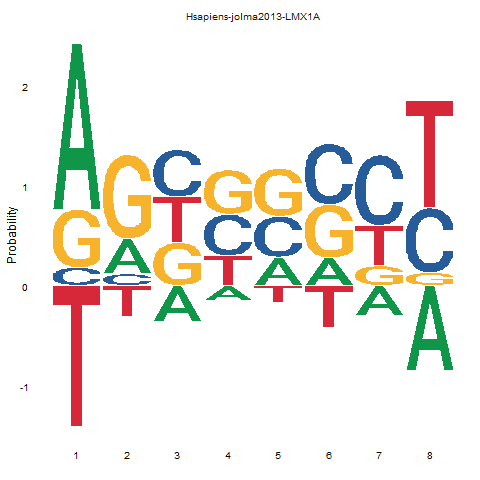 Hsapiens-jolma2013-LMX1A
Probability
2
1
0
-1
A G C T
G A C T
C T G A
G C T A
G C A T
C G A T
C T G A
T C G A
1 2 3 4 5 6 7 8